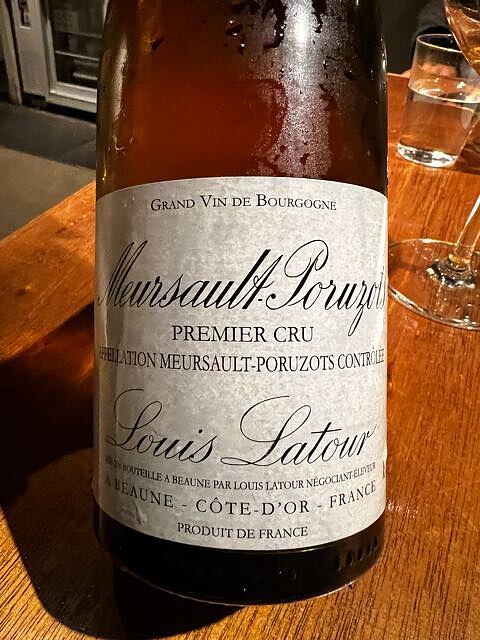 GRAND VIN DE BOURGOGNE
Meursault-Poruzots
PREMIER CRU
APPELLATION MEURSAULT-PORUZOTS CONTRÔLÉE
Louis Latour
MIS EN BOUTEILLE A BEAUNE PAR LOUIS LATOUR NÉGOCIANT-ÉLEVEUR
A BEAUNE - CÔTE-D'OR - FRANCE
PRODUIT DE FRANCE